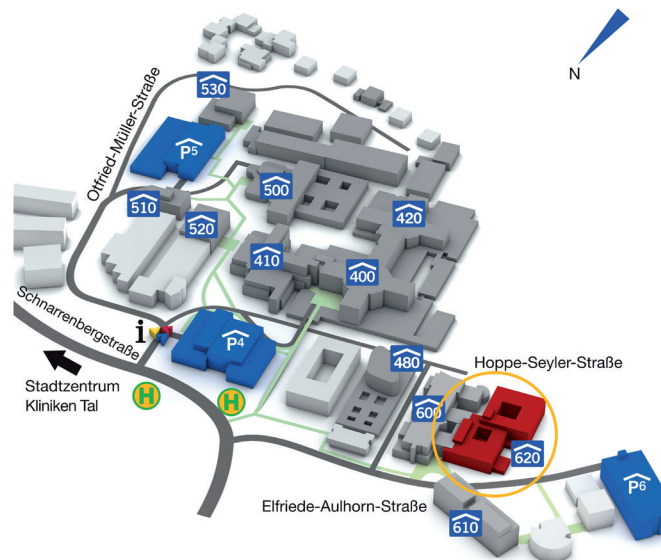 N
530
Otfried-Müller-Straße
P5
500
510
420
520
410
400
Schnarrenbergstraße
i
P4
480
Hoppe-Seyler-Straße
Stadtzentrum
Kliniken Tal
H
H
600
620
P6
Elfriede-Aulhorn-Straße
610